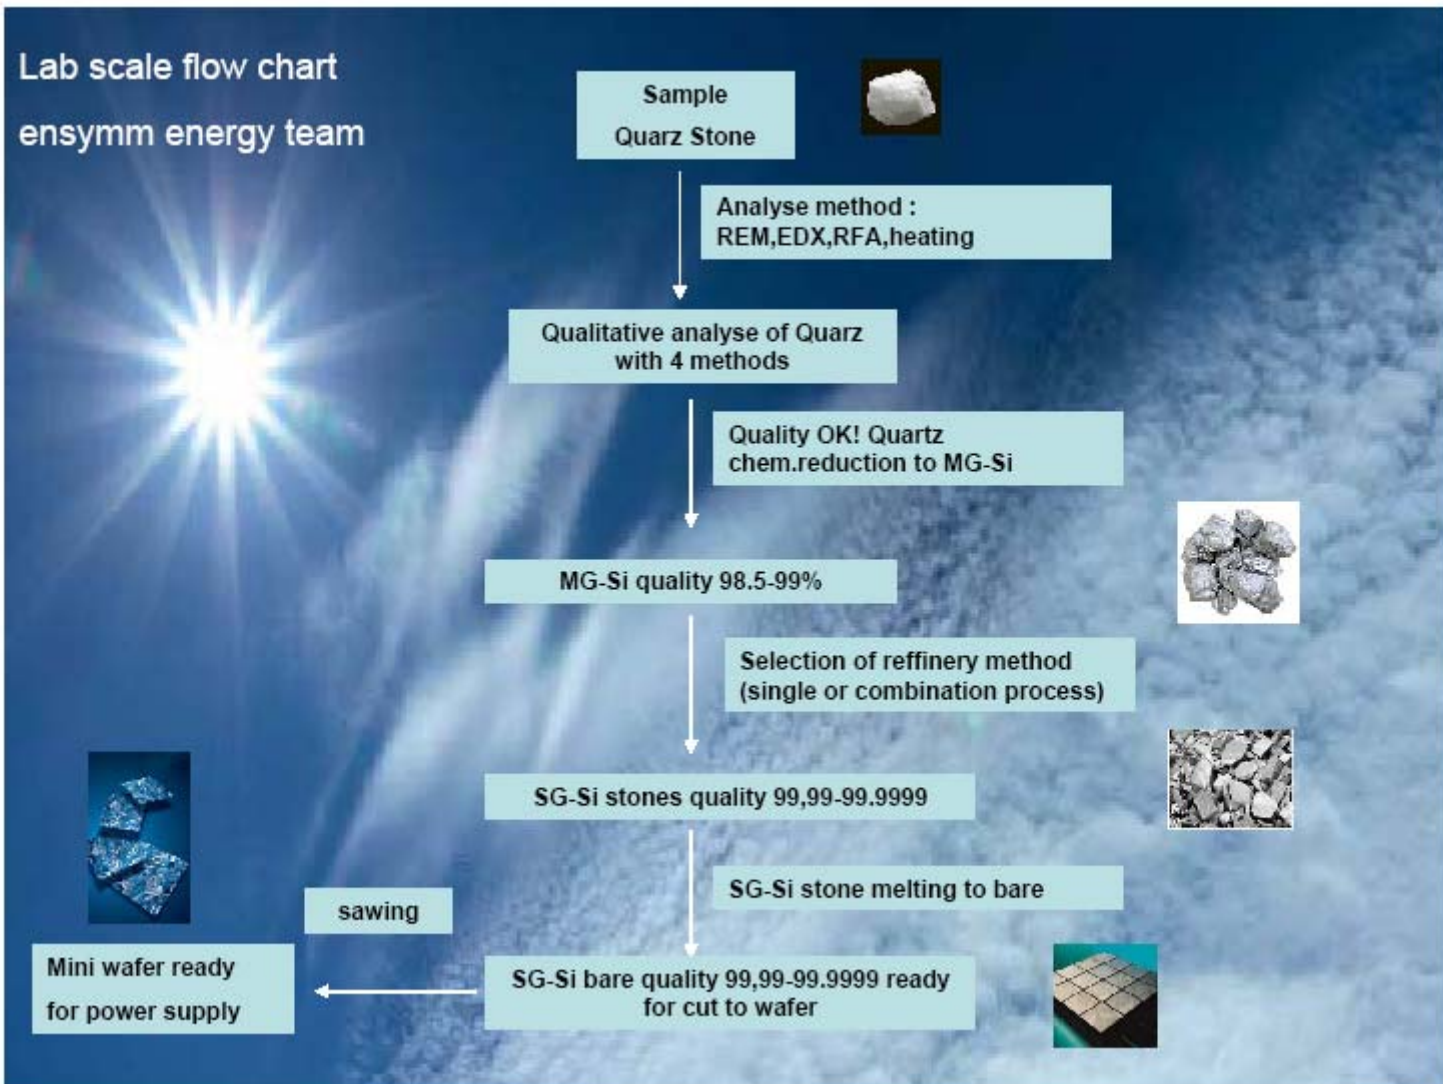 Lab scale flow chart
ensymm energy team
Sample
Quarz Stone
Analyse method :
REM,EDX,RFA,heating
Qualitative analyse of Quarz
with 4 methods
Quality OK! Quartz
chem.reduction to MG-Si
MG-Si quality 98.5-99%
Selection of reffinery method
(single or combination process)
SG-Si stones quality 99,99-99.9999
SG-Si stone melting to bare
sawing
SG-Si bare quality 99,99-99.9999 ready
for cut to wafer
Mini wafer ready
for power supply